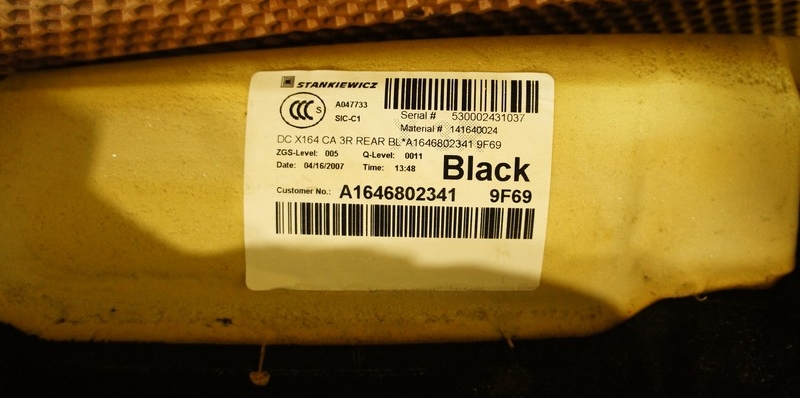 STANKIEWICZ
CCC S
A047733
SIC-C1
Serial # 530002431037
Material # 141640024
DC X164 CA 3R REAR BL*A1646802341 9F69
ZGS-Level: 005 Q-Level: 0011
Date: 04/16/2007 Time: 13:48
Black
Customer No.: A1646802341 9F69